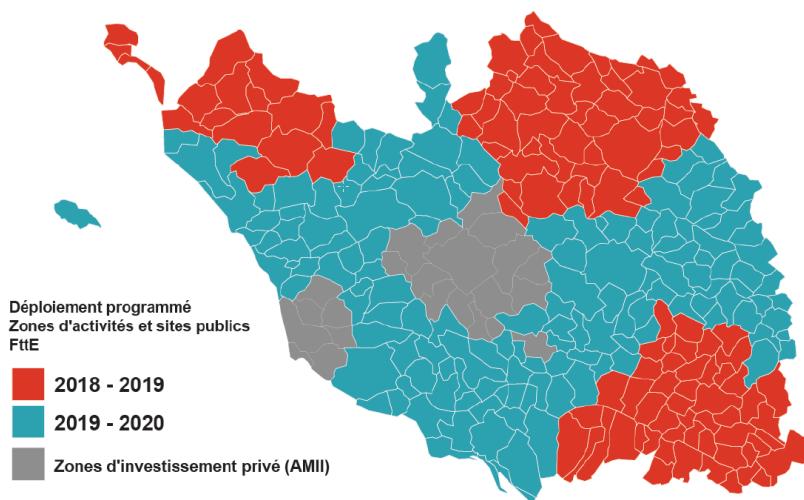 Déploiement programmé
Zones d'activités et sites publics
FttE
2018 - 2019
2019 - 2020
Zones d'investissement privé (AMII)